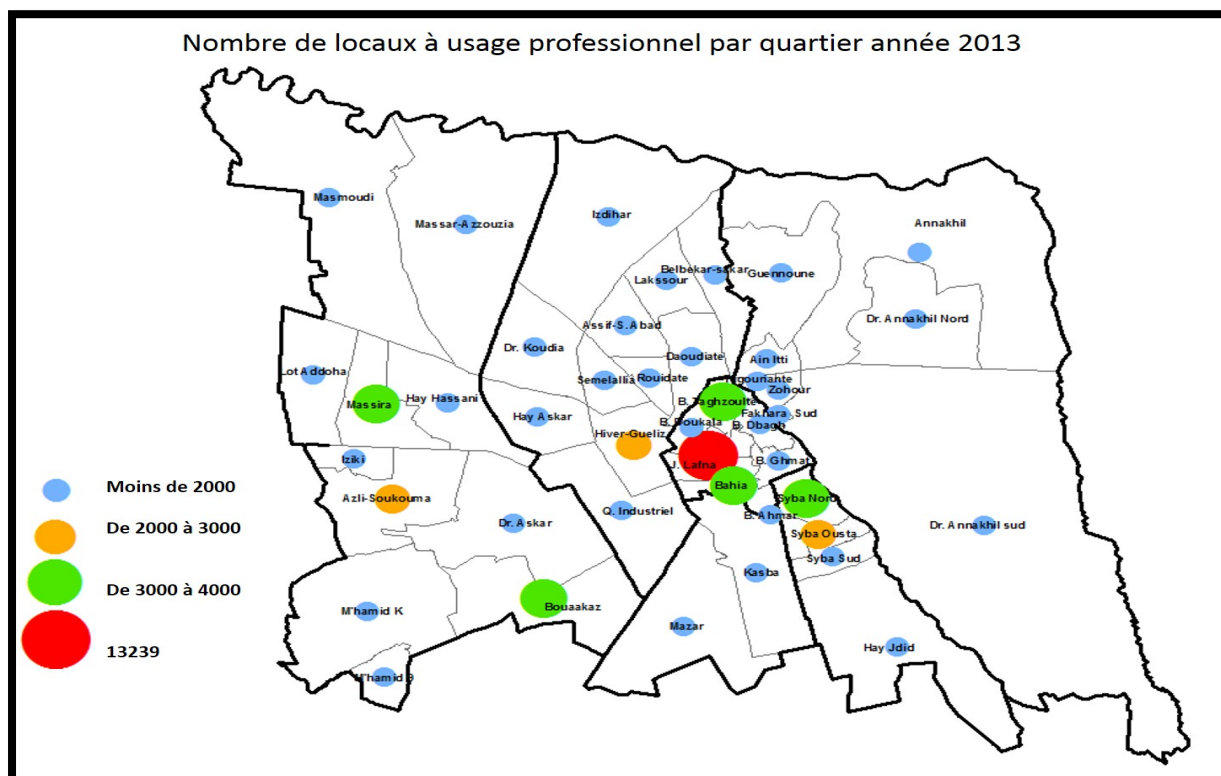 Nombre de locaux à usage professionnel par quartier année 2013
Masmoudi
Massar-Azzouzia
Izdihar
Annakhil
Belbekar-sakar
Guennoune
Lakssour
Dr. Annakhil Nord
Assif-S.Abad
Dr. Koudia
Daoudiate
Ain Itti
Lot Addoha
Semelallia
Rouidate
Zohour
Massira
Hay Hassani
B. Taghzoulte
Hay Askar
Fakhara Sud
B. Doukala
B. Dbagh
Hiver-Gueliz
Iziki
J. Lafna
B. Ghmat
Bahia
Azli-Soukouma
Syba Nord
Q. Industriel
B. Ahmar
Dr. Askar
Dr. Annakhil sud
Syba Ousta
Syba Sud
Kasba
Bouaakaz
M'hamid K
Mazar
Hay Jdid
M'hamid 9
Moins de 2000
De 2000 à 3000
De 3000 à 4000
13239